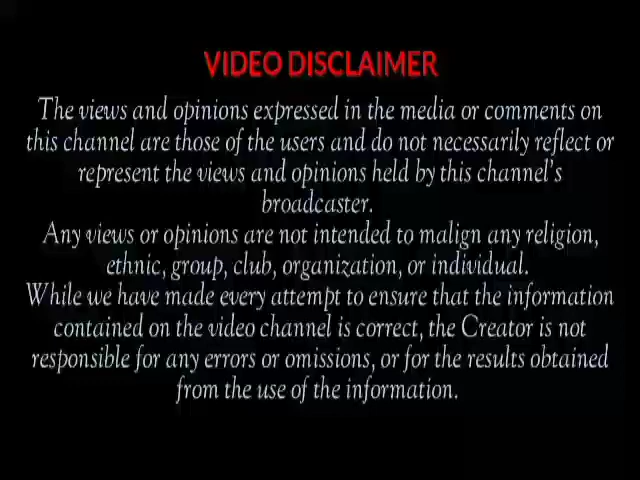 VIDEO DISCLAIMER
The views and opinions expressed in the media or comments on
this channel are those of the users and do not necessarily reflect or
represent the views and opinions held by this channel's
broadcaster.
Any views or opinions are not intended to malign any religion,
ethnic, group, club, organization, or individual.
While we have made every attempt to ensure that the information
contained on the video channel is correct, the Creator is not
responsible for any errors or omissions, or for the results obtained
from the use of the information.